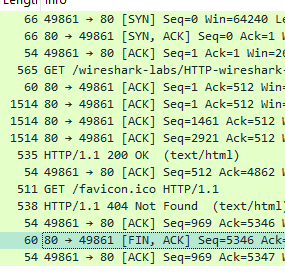 Length Info
66 49861 → 80 [SYN] Seq=0 Win=64240 Le
66 80 → 49861 [SYN, ACK] Seq=0 Ack=1 W
54 49861 → 80 [ACK] Seq=1 Ack=1 Win=26
565 GET /wireshark-labs/HTTP-wireshark-
60 80 → 49861 [ACK] Seq=1 Ack=512 Win=
1514 80 → 49861 [ACK] Seq=1 Ack=512 Win=
1514 80 → 49861 [ACK] Seq=1461 Ack=512 W
1514 80 → 49861 [ACK] Seq=2921 Ack=512 W
535 HTTP/1.1 200 OK (text/html)
54 49861 → 80 [ACK] Seq=512 Ack=4862 W
511 GET /favicon.ico HTTP/1.1
538 HTTP/1.1 404 Not Found (text/html)
54 49861 → 80 [ACK] Seq=969 Ack=5346 W
60 80 → 49861 [FIN, ACK] Seq=5346 Ack=
54 49861 → 80 [ACK] Seq=969 Ack=5347 W